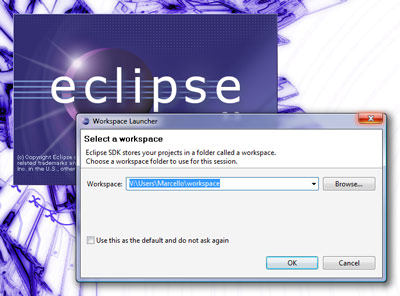 eclipse
(c) Copyright Eclipse
related trademarks
Inc. in the U.S., othe
Workspace Launcher
Select a workspace
Eclipse SDK stores your projects in a folder called a workspace.
Choose a workspace folder to use for this session.
Workspace: V:\Users\Marcello\workspace Browse...
Use this as the default and do not ask again
OK Cancel